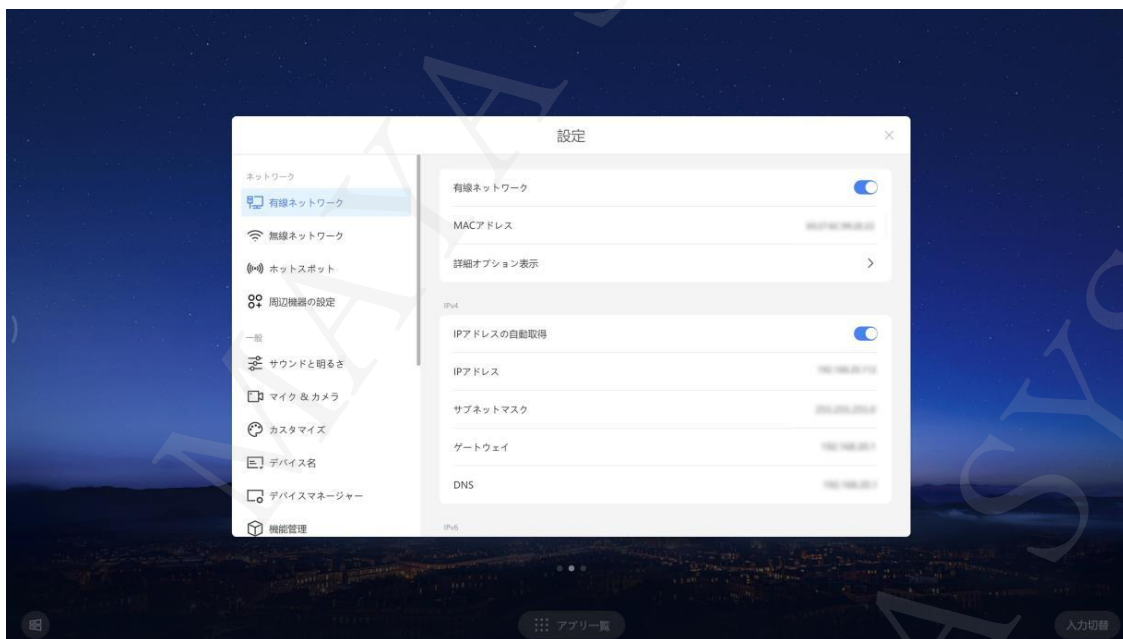 設定
ネットワーク
有線ネットワーク
無線ネットワーク
ホットスポット
周辺機器の設定
一般
サウンドと明るさ
マイク & カメラ
カスタマイズ
デバイス名
デバイスマネージャー
機能管理
有線ネットワーク
MACアドレス
詳細オプション表示
IPv4
IPアドレスの自動取得
IPアドレス
サブネットマスク
ゲートウェイ
DNS
IPv6
アプリ一覧
入力切替